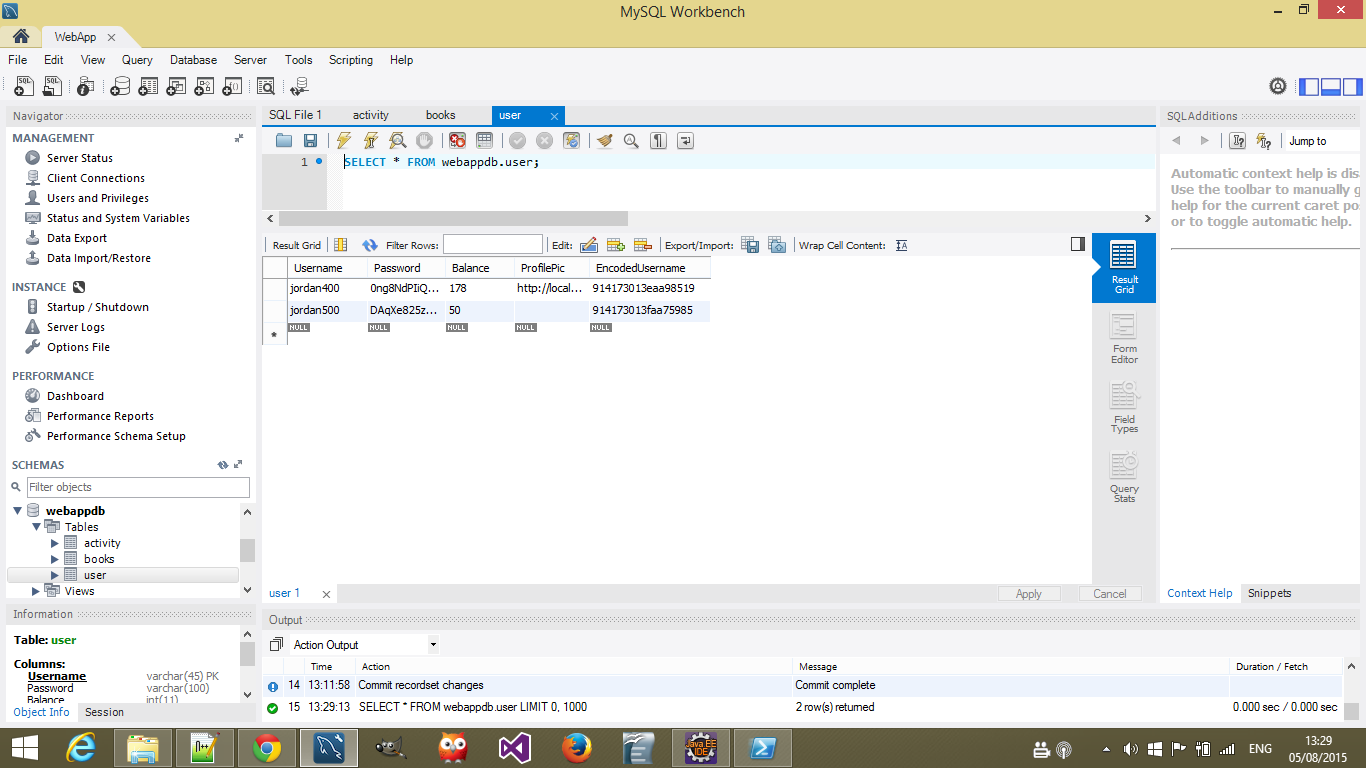 MySQL Workbench
WebApp
File Edit View Query Database Server Tools Scripting Help
Navigator
MANAGEMENT
Server Status
Client Connections
Users and Privileges
Status and System Variables
Data Export
Data Import/Restore
INSTANCE
Startup / Shutdown
Server Logs
Options File
PERFORMANCE
Dashboard
Performance Reports
Performance Schema Setup
SCHEMAS
Filter objects
webappdb
Tables
activity
books
user
Views
Information
Table: user
Columns:
Username varchar(45) PK
Password varchar(100)
Balance int(11)
Object Info Session
SQL File 1 activity books user
1 SELECT * FROM webappdb.user;
Result Grid Filter Rows: Edit: Export/Import: Wrap Cell Content:
Username Password Balance ProfilePic EncodedUsername
jordan400 0ng8NdPIiQ... 178 http://local... 914173013eaa98519
jordan500 DAqXe825z... 50 914173013faa75985
* NULL NULL NULL NULL NULL
Result
Grid
Form
Editor
Field
Types
Query
Stats
user 1 Apply Cancel
SQLAdditions
Jump to
Automatic context help is disa
Use the toolbar to manually g
help for the current caret pos
or to toggle automatic help.
Context Help Snippets
Output
Action Output
Time Action Message Duration / Fetch
14 13:11:58 Commit recordset changes Commit complete
15 13:29:13 SELECT * FROM webappdb.user LIMIT 0, 1000 2 row(s) returned 0.000 sec / 0.000 sec
Java EE
IDE
ENG
13:29
05/08/2015